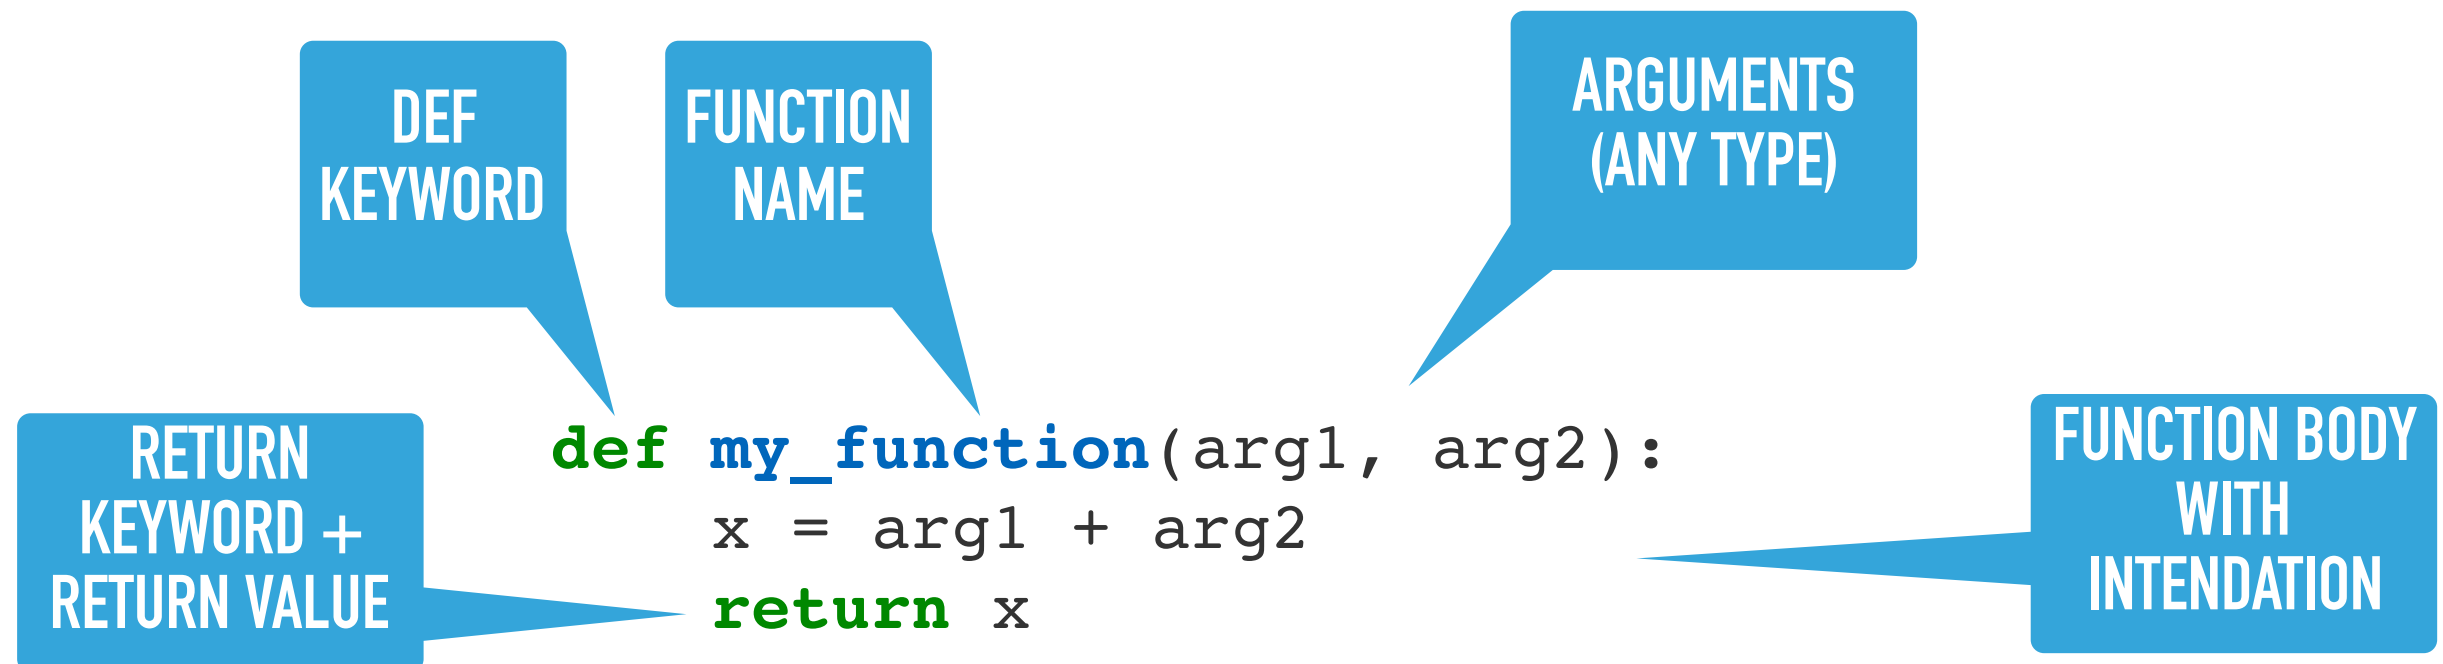 DEF
KEYWORD
FUNCTION
NAME
ARGUMENTS
(ANY TYPE)
RETURN
KEYWORD +
RETURN VALUE
def my_function(arg1, arg2):
x = arg1 + arg2
return x
FUNCTION BODY
WITH
INTENDATION